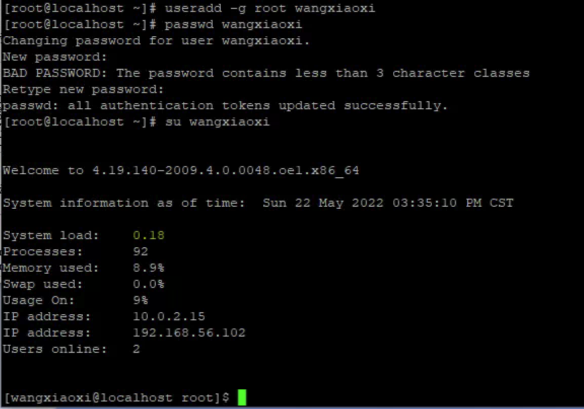 [root@localhost ~]# useradd -g root wangxiaoxi
[root@localhost ~]# passwd wangxiaoxi
Changing password for user wangxiaoxi.
New password:
BAD PASSWORD: The password contains less than 3 character classes
Retype new password:
passwd: all authentication tokens updated successfully.
[root@localhost ~]# su wangxiaoxi
Welcome to 4.19.140-2009.4.0.0048.oe1.x86_64
System information as of time:  Sun 22 May 2022 03:35:10 PM CST
System load:    0.18
Processes:      92
Memory used:    8.9%
Swap used:      0.0%
Usage On:       9%
IP address:     10.0.2.15
IP address:     192.168.56.102
Users online:   2
[wangxiaoxi@localhost root]$